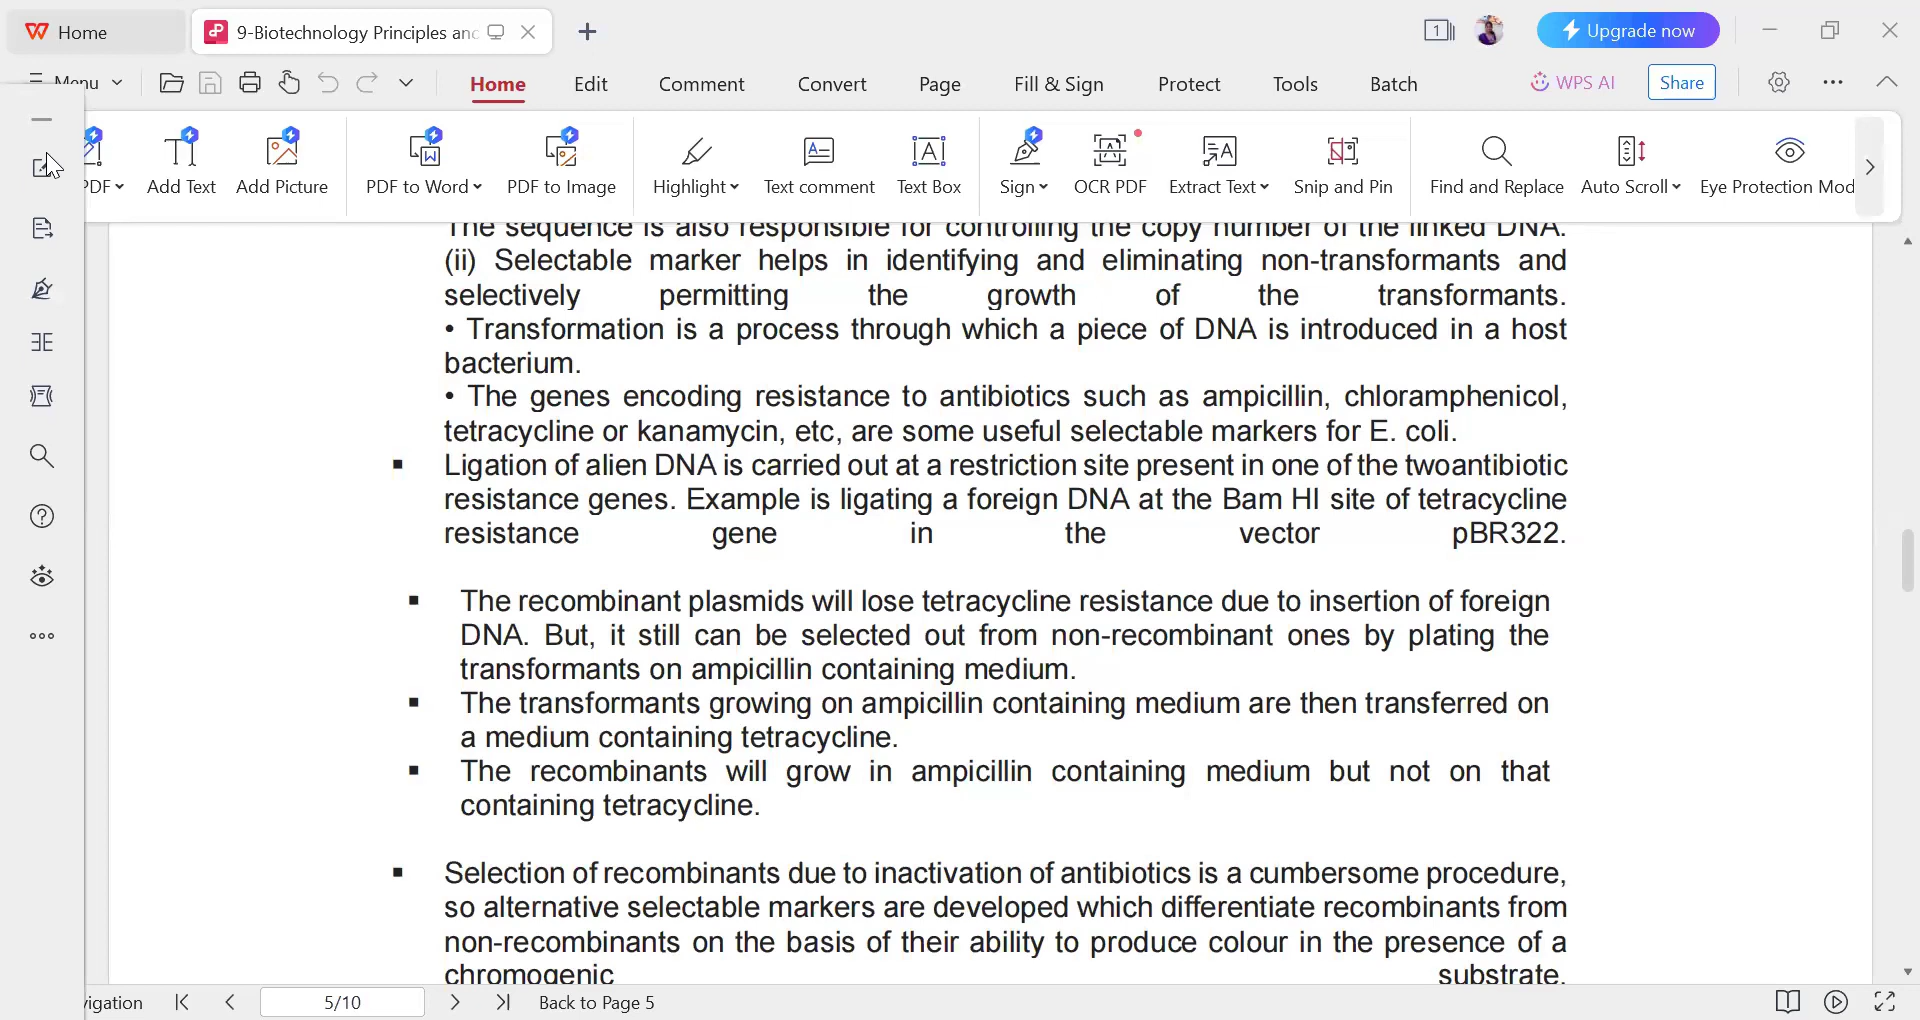 Home
9-Biotechnology Principles and
1
Upgrade now
Menu
Home
Edit
Comment
Convert
Page
Fill & Sign
Protect
Tools
Batch
WPS AI
Share
PDF
Add Text
Add Picture
PDF to Word
PDF to Image
Highlight
Text comment
Text Box
Sign
OCR PDF
Extract Text
Snip and Pin
Find and Replace
Auto Scroll
Eye Protection Mod
The sequence is also responsible for controlling the copy number of the linked DNA.
(ii) Selectable marker helps in identifying and eliminating non-transformants and
selectively permitting the growth of the transformants.
• Transformation is a process through which a piece of DNA is introduced in a host
bacterium.
• The genes encoding resistance to antibiotics such as ampicillin, chloramphenicol,
tetracycline or kanamycin, etc, are some useful selectable markers for E. coli.
▪ Ligation of alien DNA is carried out at a restriction site present in one of the twoantibiotic
resistance genes. Example is ligating a foreign DNA at the Bam HI site of tetracycline
resistance gene in the vector pBR322.
▪ The recombinant plasmids will lose tetracycline resistance due to insertion of foreign
DNA. But, it still can be selected out from non-recombinant ones by plating the
transformants on ampicillin containing medium.
▪ The transformants growing on ampicillin containing medium are then transferred on
a medium containing tetracycline.
▪ The recombinants will grow in ampicillin containing medium but not on that
containing tetracycline.
▪ Selection of recombinants due to inactivation of antibiotics is a cumbersome procedure,
so alternative selectable markers are developed which differentiate recombinants from
non-recombinants on the basis of their ability to produce colour in the presence of a
chromogenic substrate.
vigation
5/10
Back to Page 5